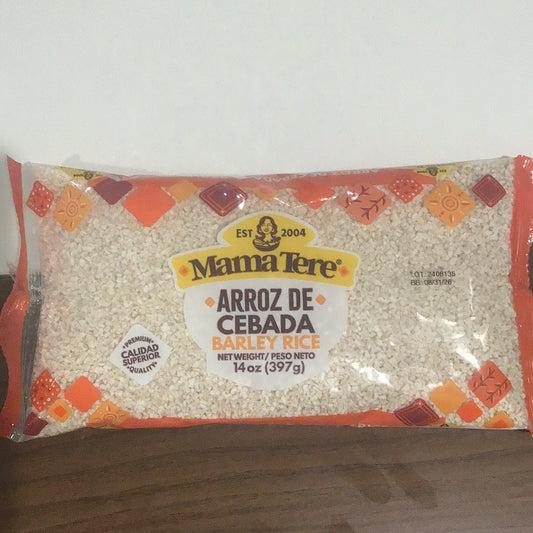 EST 2004
Mama Tere®
ARROZ DE
CEBADA
BARLEY RICE
NET WEIGHT/ PESO NETO
14 oz (397g)
PREMIUM
CALIDAD
SUPERIOR
QUALITY
LOT: 2408135
BB: 08/31/26